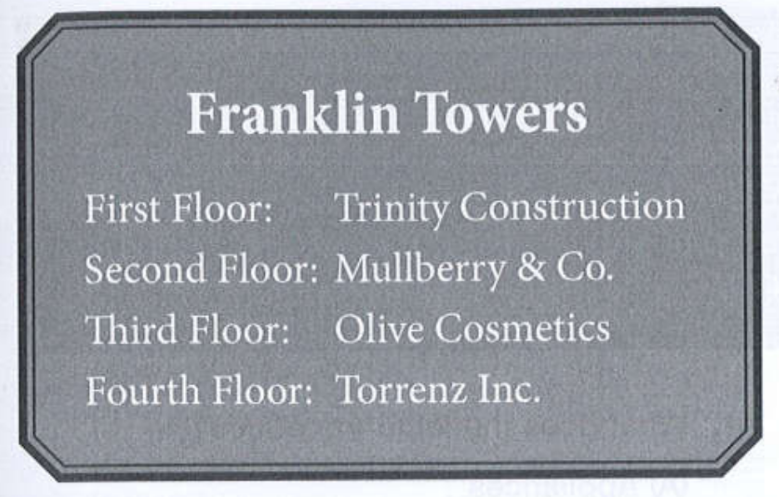 Franklin Towers
First Floor: Trinity Construction
Second Floor: Mullberry & Co.
Third Floor: Olive Cosmetics
Fourth Floor: Torrenz Inc.